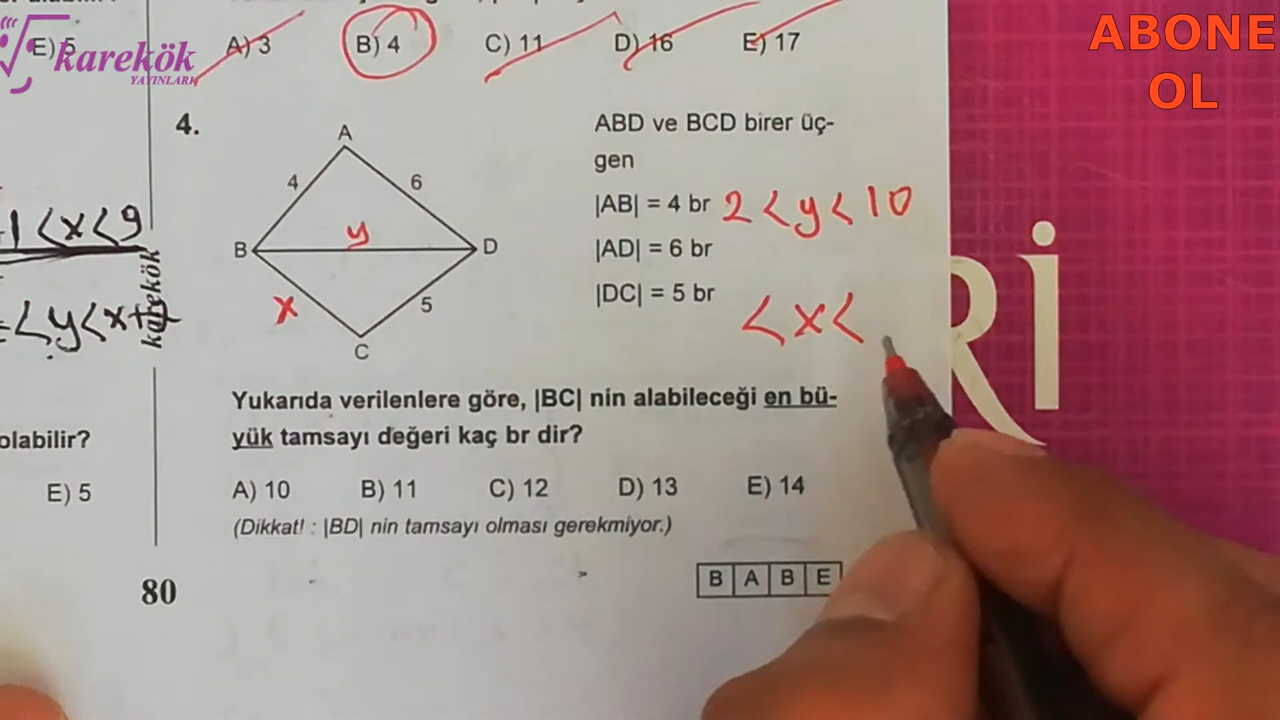 E) 5
A) 3 B) 4 C) 11 D) 16 E) 17
karekök
YAYINLARI
ABONE
OL
4.
ABD ve BCD birer üç-
gen
|AB| = 4 br 2 < y < 10
|AD| = 6 br
|DC| = 5 br
< x <
A
4
6
B
y
D
x
5
C
1 < x < 9
< y < x+2
karekök
Yukarıda verilenlere göre, |BC| nin alabileceği en bü-
yük tamsayı değeri kaç br dir?
A) 10 B) 11 C) 12 D) 13 E) 14
(Dikkat! : |BD| nin tamsayı olması gerekmiyor.)
olabilir?
E) 5
80
B A B E
Rİ